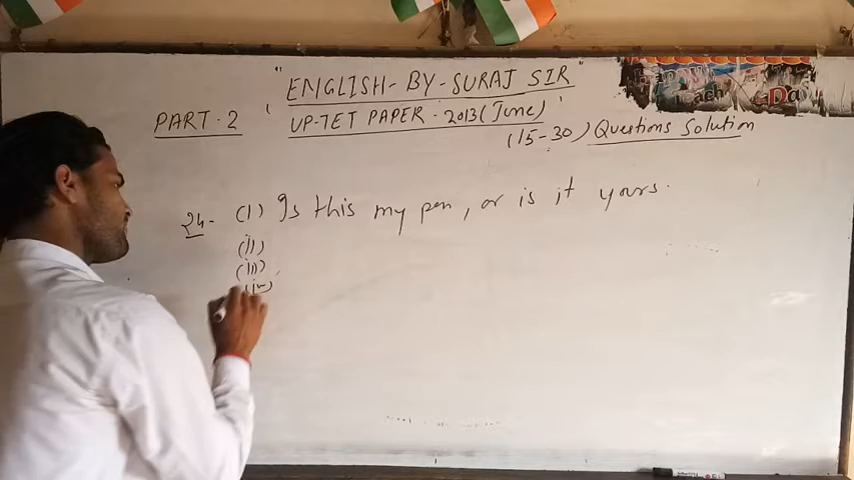 "ENGLISH-BY-SURAJ SIR"
PART-2 'UP-TET PAPER-2013(June)'
(15-30) Questions Solution
24- (i) Is this my pen, or is it yours.
(ii)
(iii)
(iv)